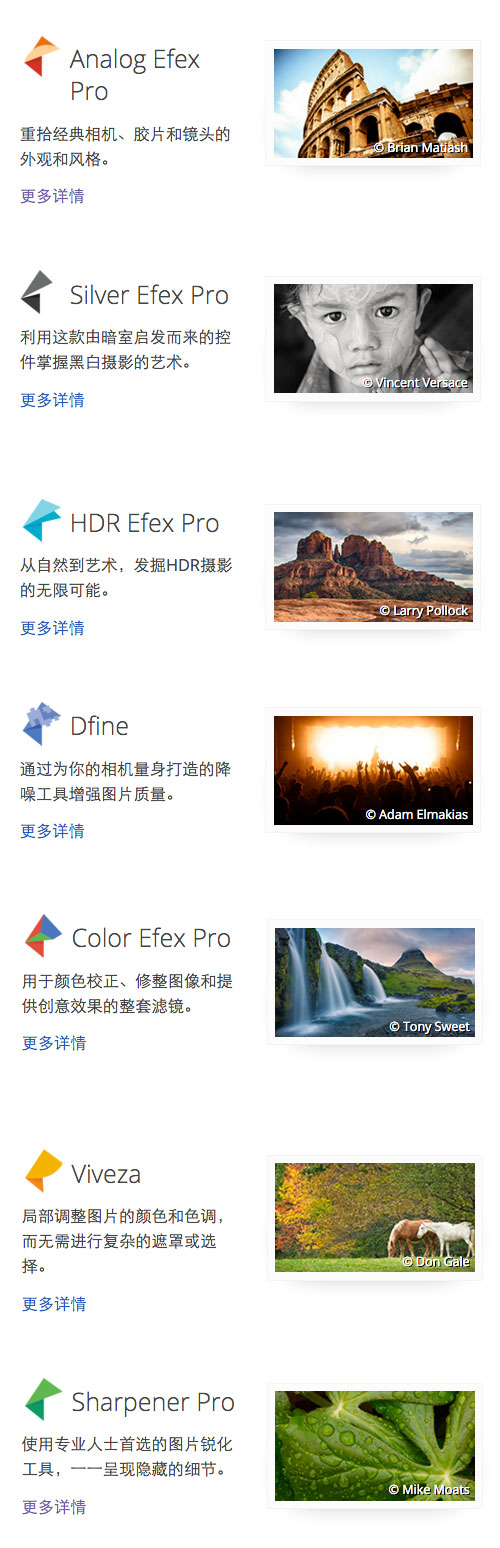 Analog Efex
Pro
重拾经典相机、胶片和镜头的
外观和风格。
更多详情
© Brian Matiash
Silver Efex Pro
利用这款由暗室启发而来的控
件掌握黑白摄影的艺术。
更多详情
© Vincent Versace
HDR Efex Pro
从自然到艺术，发掘HDR摄影
的无限可能。
更多详情
© Larry Pollock
Dfine
通过为你的相机量身打造的降
噪工具增强图片质量。
更多详情
© Adam Elmakias
Color Efex Pro
用于颜色校正、修整图像和提
供创意效果的整套滤镜。
更多详情
© Tony Sweet
Viveza
局部调整图片的颜色和色调，
而无需进行复杂的遮罩或选
择。
更多详情
© Don Gale
Sharpener Pro
使用专业人士首选的图片锐化
工具，一一呈现隐藏的细节。
更多详情
© Mike Moats